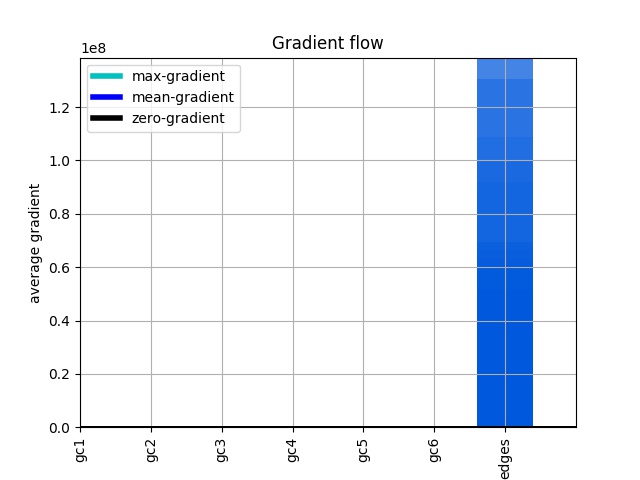 Gradient flow
1e8
max-gradient
mean-gradient
zero-gradient
average gradient
1.2
1.0
0.8
0.6
0.4
0.2
0.0
gc1
gc2
gc3
gc4
gc5
gc6
edges